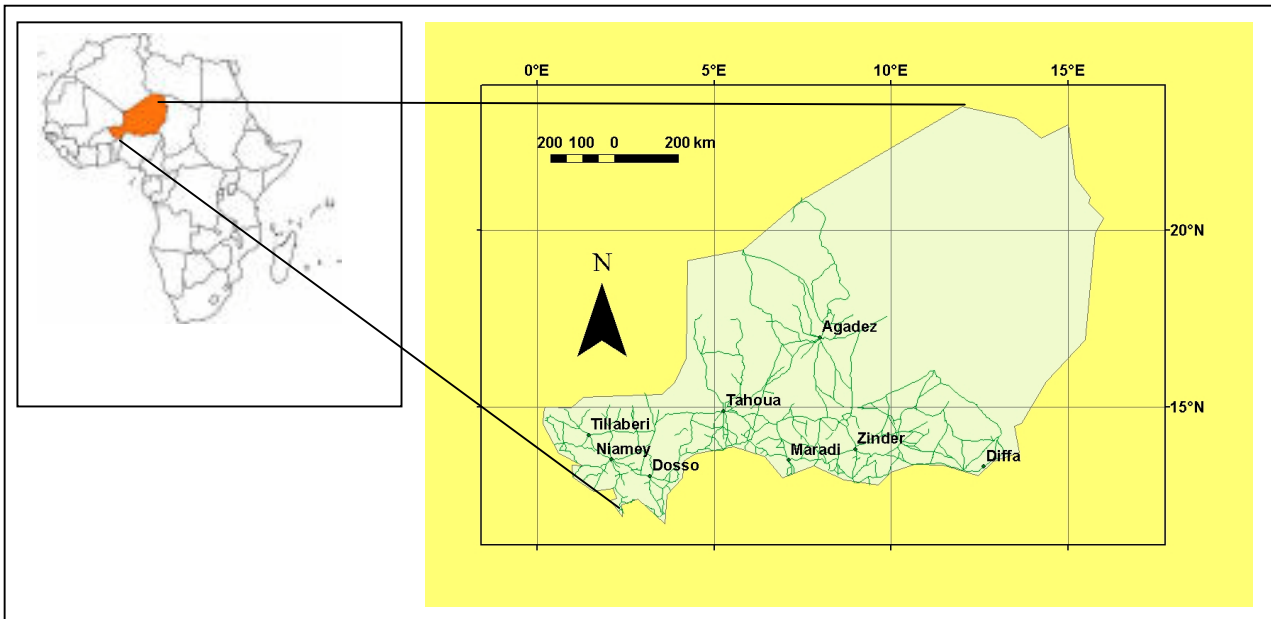 0°E 5°E 10°E 15°E
200 100 0 200 km
20°N
N
Agadez
Tahoua
15°N
Tillaberi
Zinder
Niamey
Maradi
Diffa
Dosso